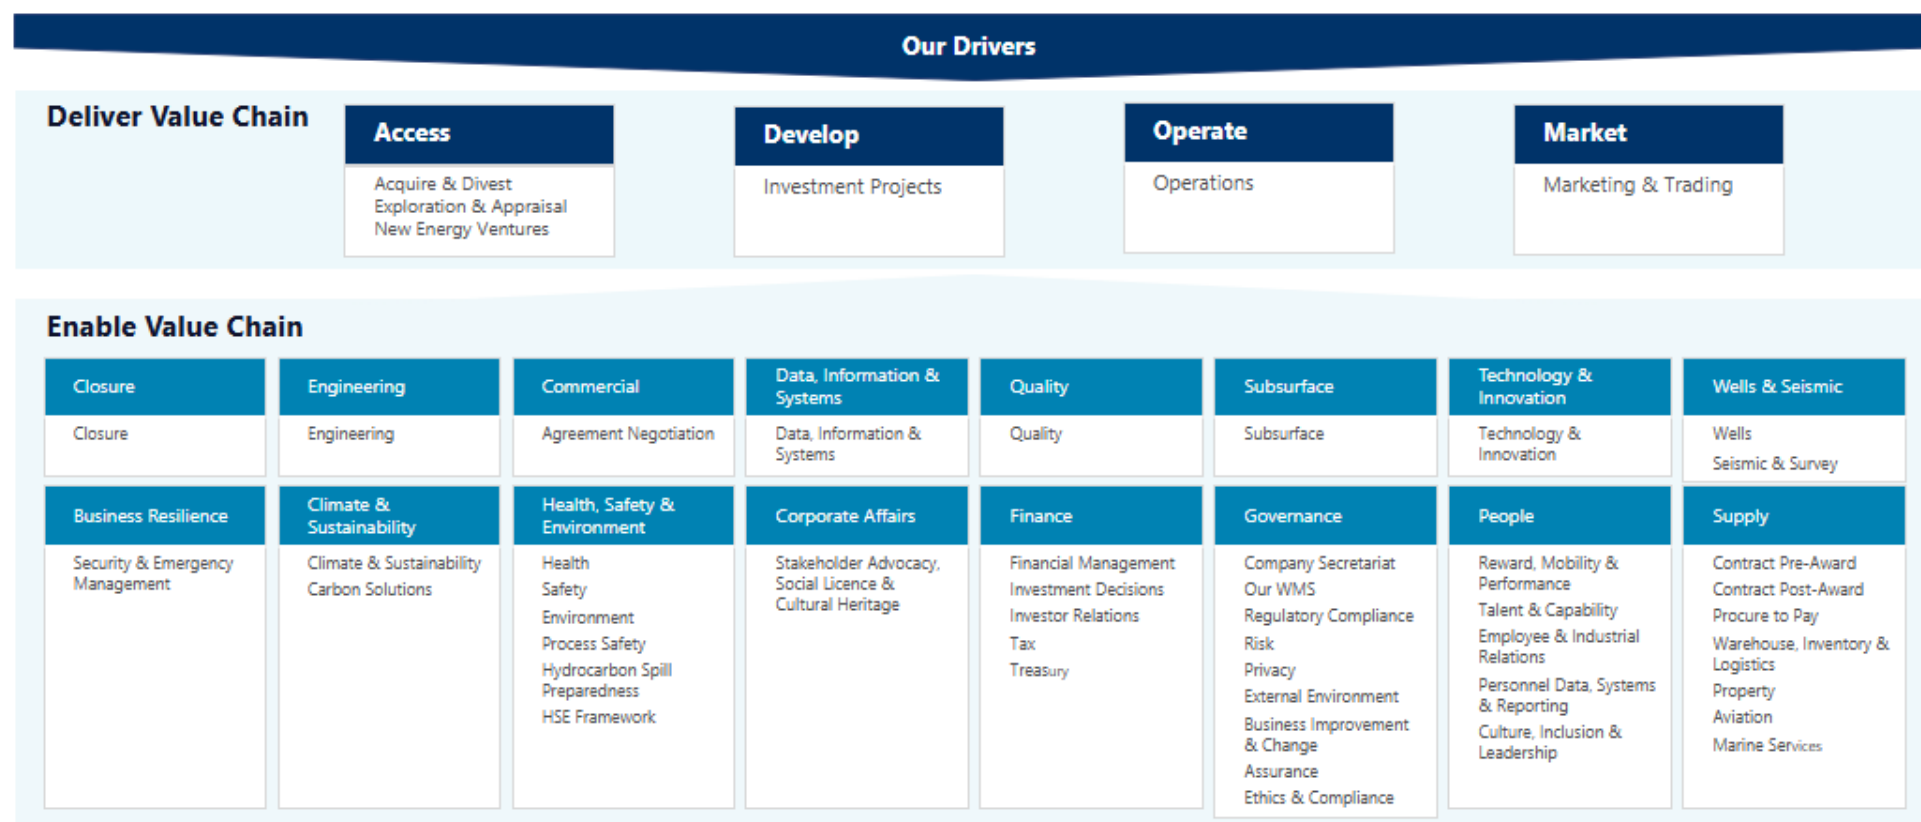 Our Drivers
Deliver Value Chain
Access
Acquire & Divest
Exploration & Appraisal
New Energy Ventures
Develop
Investment Projects
Operate
Operations
Market
Marketing & Trading
Enable Value Chain
Closure
Closure
Engineering
Engineering
Commercial
Agreement Negotiation
Data, Information &
Systems
Data, Information &
Systems
Quality
Quality
Subsurface
Subsurface
Technology &
Innovation
Technology &
Innovation
Wells & Seismic
Wells
Seismic & Survey
Business Resilience
Security & Emergency
Management
Climate &
Sustainability
Climate & Sustainability
Carbon Solutions
Health, Safety &
Environment
Health
Safety
Environment
Process Safety
Hydrocarbon Spill
Preparedness
HSE Framework
Corporate Affairs
Stakeholder Advocacy,
Social Licence &
Cultural Heritage
Finance
Financial Management
Investment Decisions
Investor Relations
Tax
Treasury
Governance
Company Secretariat
Our WMS
Regulatory Compliance
Risk
Privacy
External Environment
Business Improvement
& Change
Assurance
Ethics & Compliance
People
Reward, Mobility &
Performance
Talent & Capability
Employee & Industrial
Relations
Personnel Data, Systems
& Reporting
Culture, Inclusion &
Leadership
Supply
Contract Pre-Award
Contract Post-Award
Procure to Pay
Warehouse, Inventory &
Logistics
Property
Aviation
Marine Services